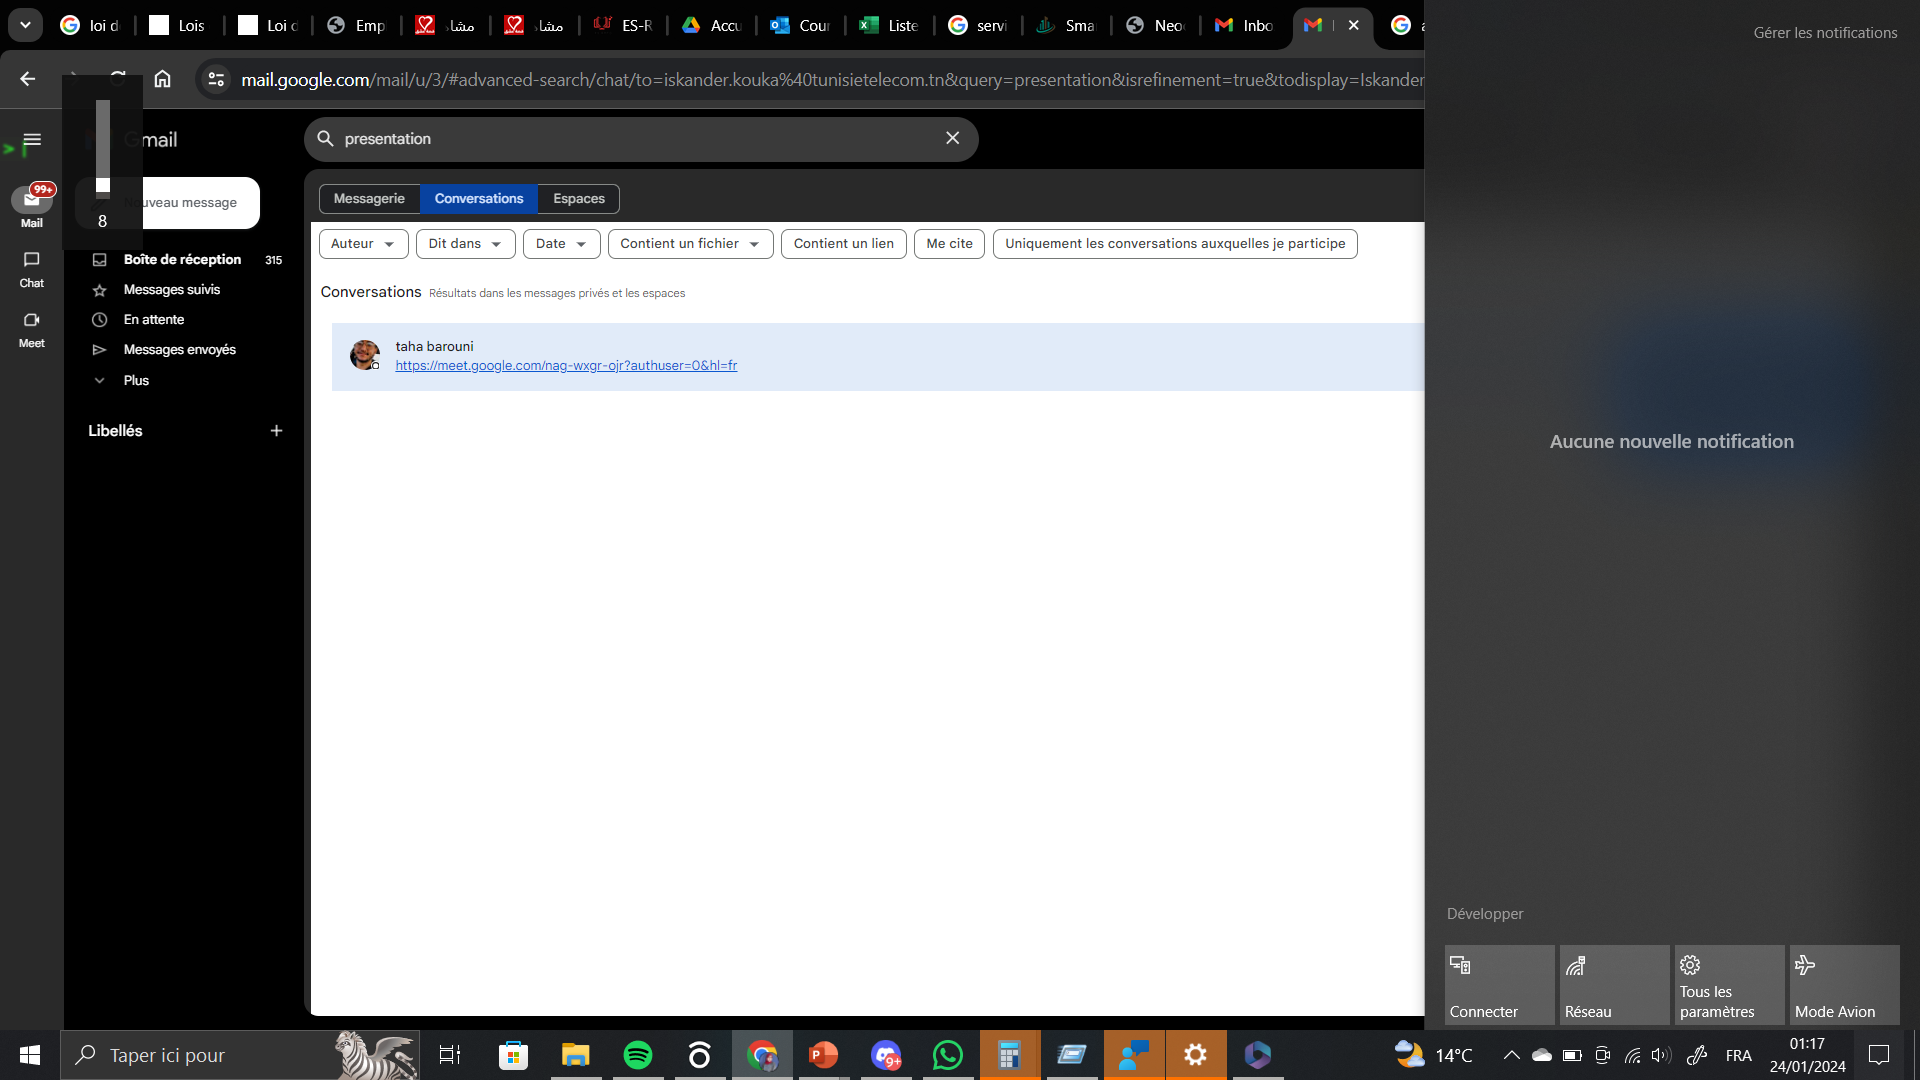 loi d
Lois
Loi d
Emp
مشا
مشا
ES-R
Accu
Cour
Liste
servi
Sma
Neo
Inbo
Gérer les notifications
mail.google.com/mail/u/3/#advanced-search/chat/to=iskander.kouka%40tunisietelecom.tn&query=presentation&isrefinement=true&todisplay=Iskander
Gmail
presentation
99+
Mail
8
Nouveau message
Messagerie
Conversations
Espaces
Auteur
Dit dans
Date
Contient un fichier
Contient un lien
Me cite
Uniquement les conversations auxquelles je participe
Boîte de réception 315
Chat
Messages suivis
Conversations Résultats dans les messages privés et les espaces
En attente
Meet
Messages envoyés
taha barouni
https://meet.google.com/nag-wxgr-ojr?authuser=0&hl=fr
Plus
Libellés
Aucune nouvelle notification
Développer
Connecter
Réseau
Tous les
paramètres
Mode Avion
Taper ici pour
9+
14°C
FRA
01:17
24/01/2024